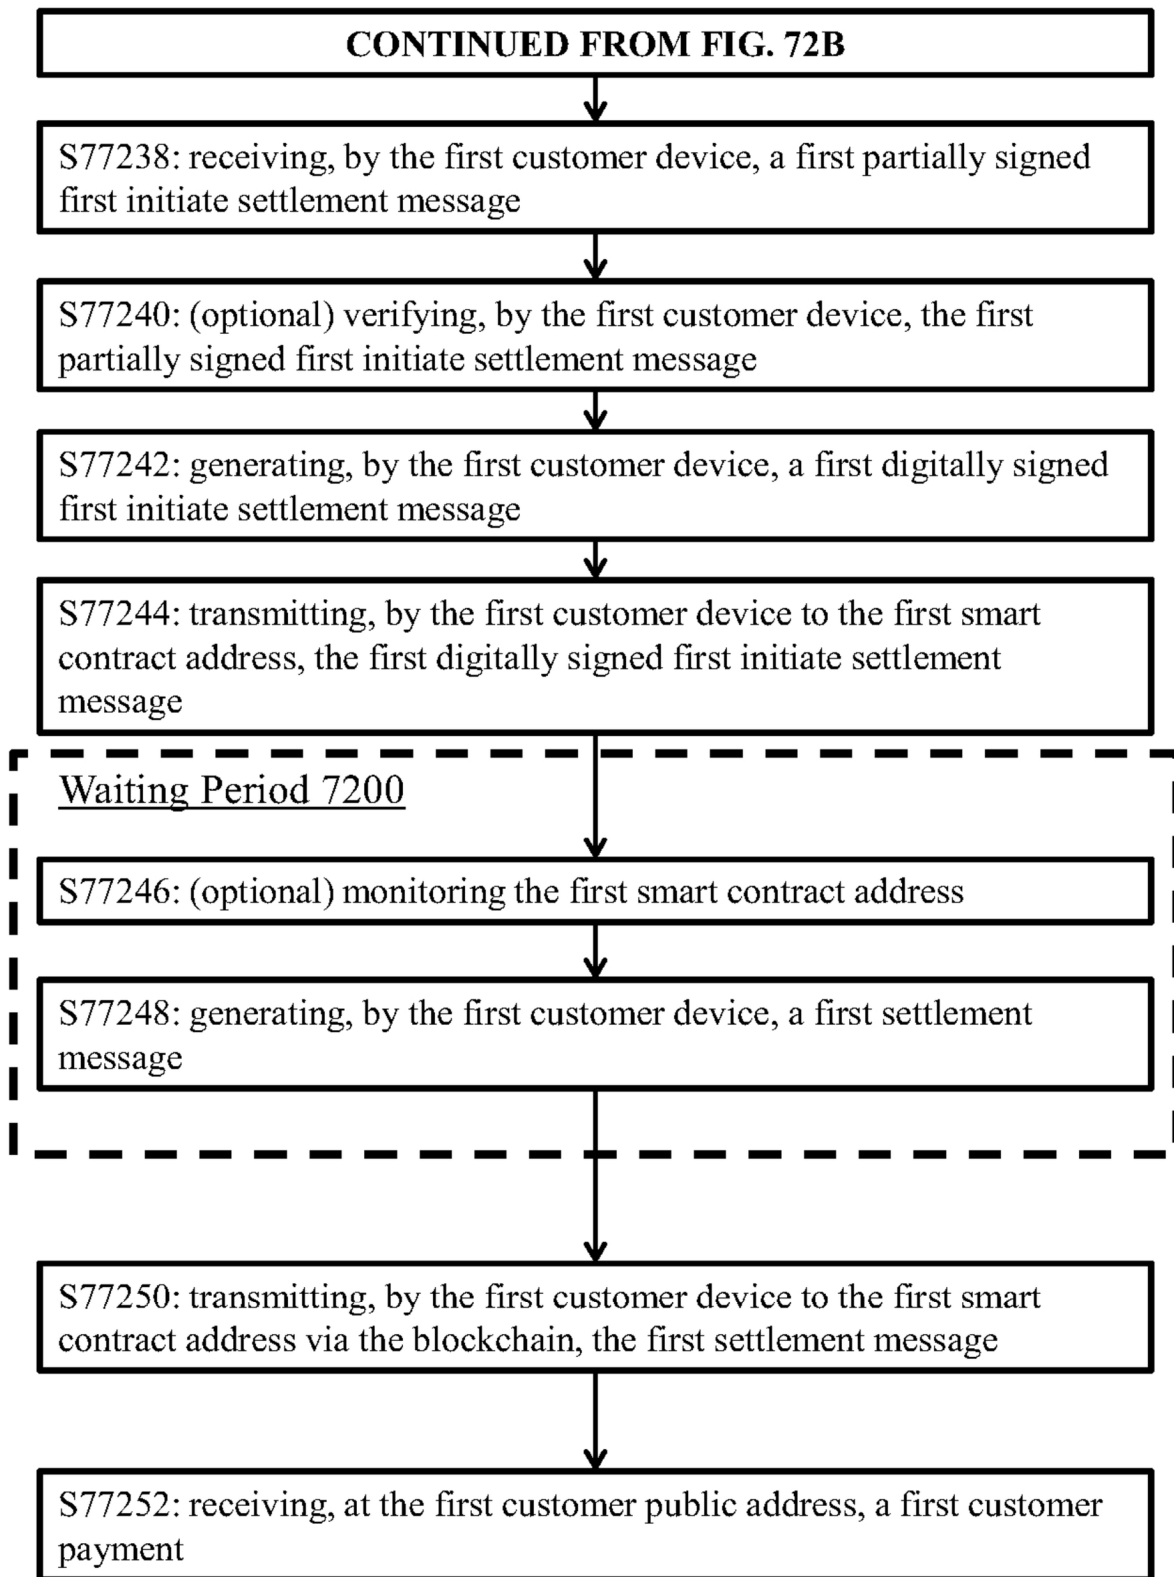 CONTINUED FROM FIG. 72B
S77238: receiving, by the first customer device, a first partially signed
first initiate settlement message
S77240: (optional) verifying, by the first customer device, the first
partially signed first initiate settlement message
S77242: generating, by the first customer device, a first digitally signed
first initiate settlement message
S77244: transmitting, by the first customer device to the first smart
contract address, the first digitally signed first initiate settlement
message
Waiting Period 7200
S77246: (optional) monitoring the first smart contract address
S77248: generating, by the first customer device, a first settlement
message
S77250: transmitting, by the first customer device to the first smart
contract address via the blockchain, the first settlement message
S77252: receiving, at the first customer public address, a first customer
payment